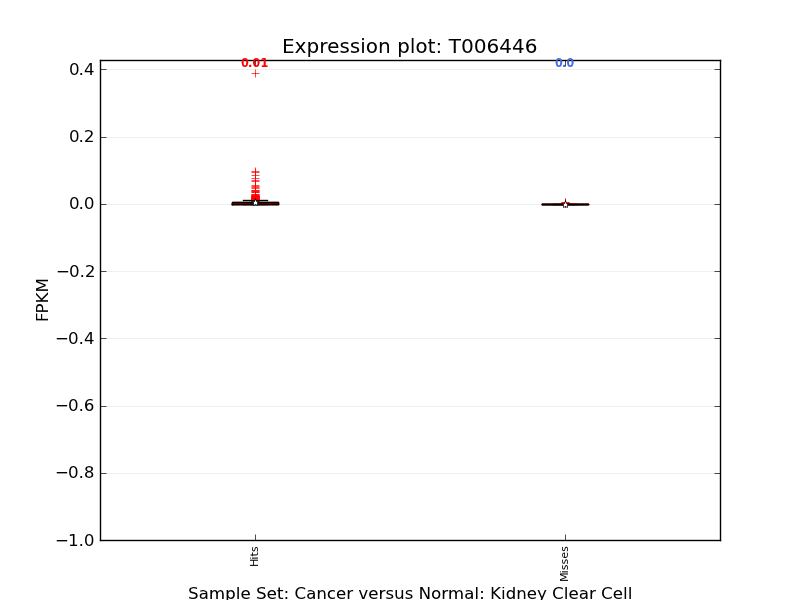 Expression plot: T006446
0.01
0.0
0.4
0.2
0.0
−0.2
−0.4
−0.6
−0.8
−1.0
FPKM
Hits
Misses
Sample Set: Cancer versus Normal: Kidney Clear Cell